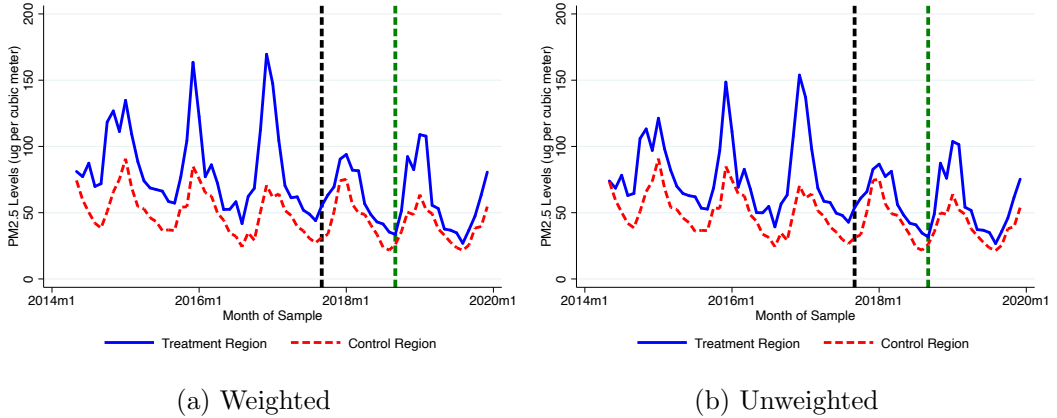 PM2.5 Levels (ug per cubic meter)
200
150
100
50
0
2014m1
2016m1
2018m1
2020m1
Month of Sample
Treatment Region
Control Region
(a) Weighted
PM2.5 Levels (ug per cubic meter)
200
150
100
50
0
2014m1
2016m1
2018m1
2020m1
Month of Sample
Treatment Region
Control Region
(b) Unweighted